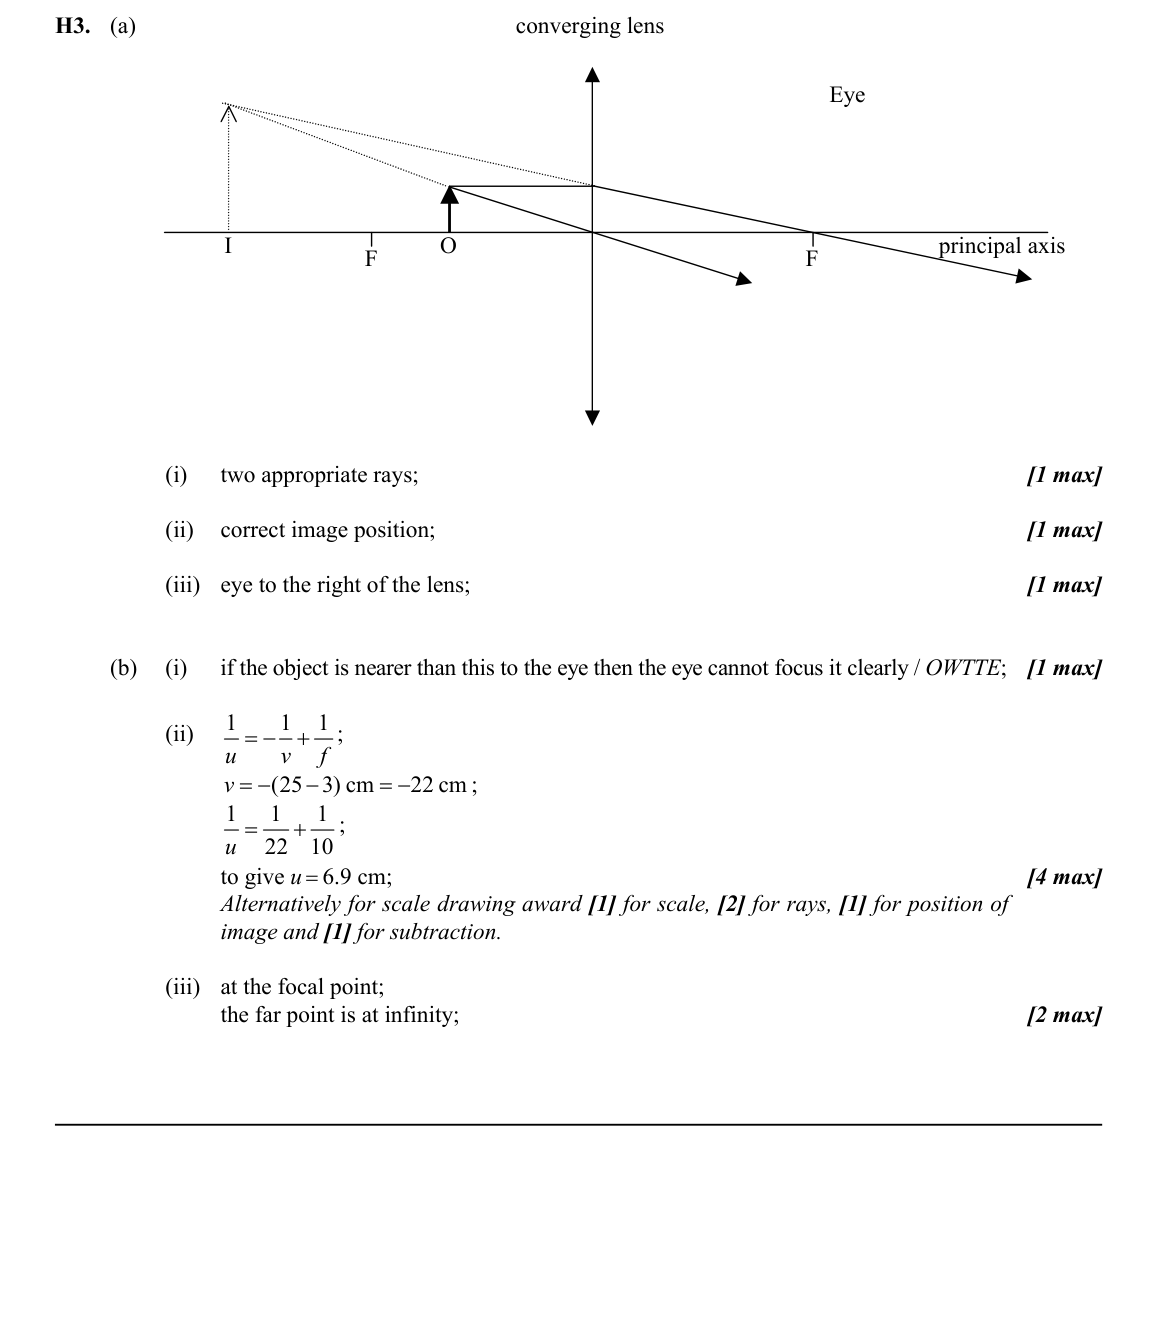 H3. (a) converging lens
Eye
I F O F principal axis
(i) two appropriate rays; [1 max]
(ii) correct image position; [1 max]
(iii) eye to the right of the lens; [1 max]
(b) (i) if the object is nearer than this to the eye then the eye cannot focus it clearly / OWTTE; [1 max]
(ii) 1/u = −1/v + 1/f ;
v = −(25 − 3) cm = −22 cm ;
1/u = 1/22 + 1/10 ;
to give u = 6.9 cm; [4 max]
Alternatively for scale drawing award [1] for scale, [2] for rays, [1] for position of
image and [1] for subtraction.
(iii) at the focal point;
the far point is at infinity; [2 max]